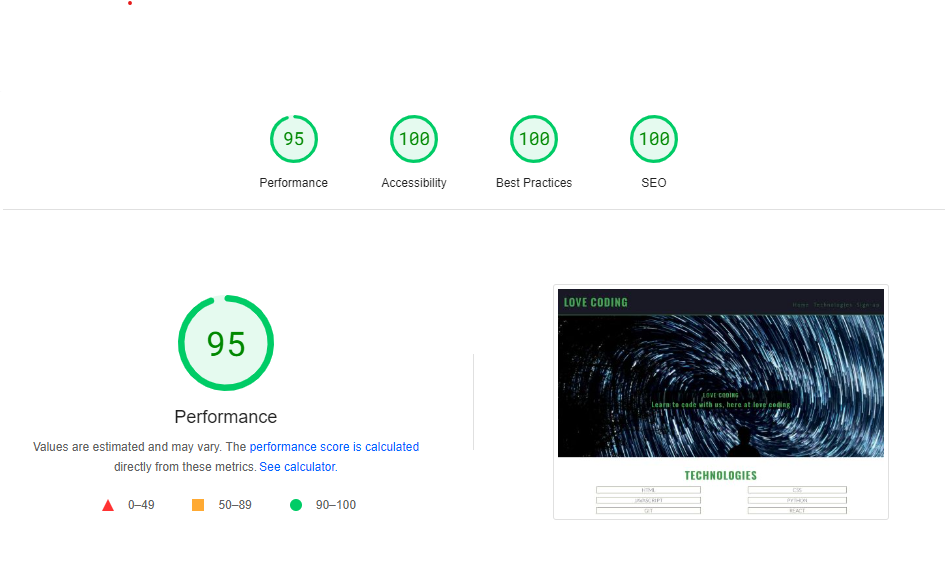 95
100
100
100
Performance
Accessibility
Best Practices
SEO
95
Performance
Values are estimated and may vary. The performance score is calculated
directly from these metrics. See calculator.
0–49
50–89
90–100
LOVE CODING
Home Technologies Sign-up
LOVE CODING
Learn to code with us, here at love coding
TECHNOLOGIES
HTML
CSS
JAVASCRIPT
PYTHON
GIT
REACT